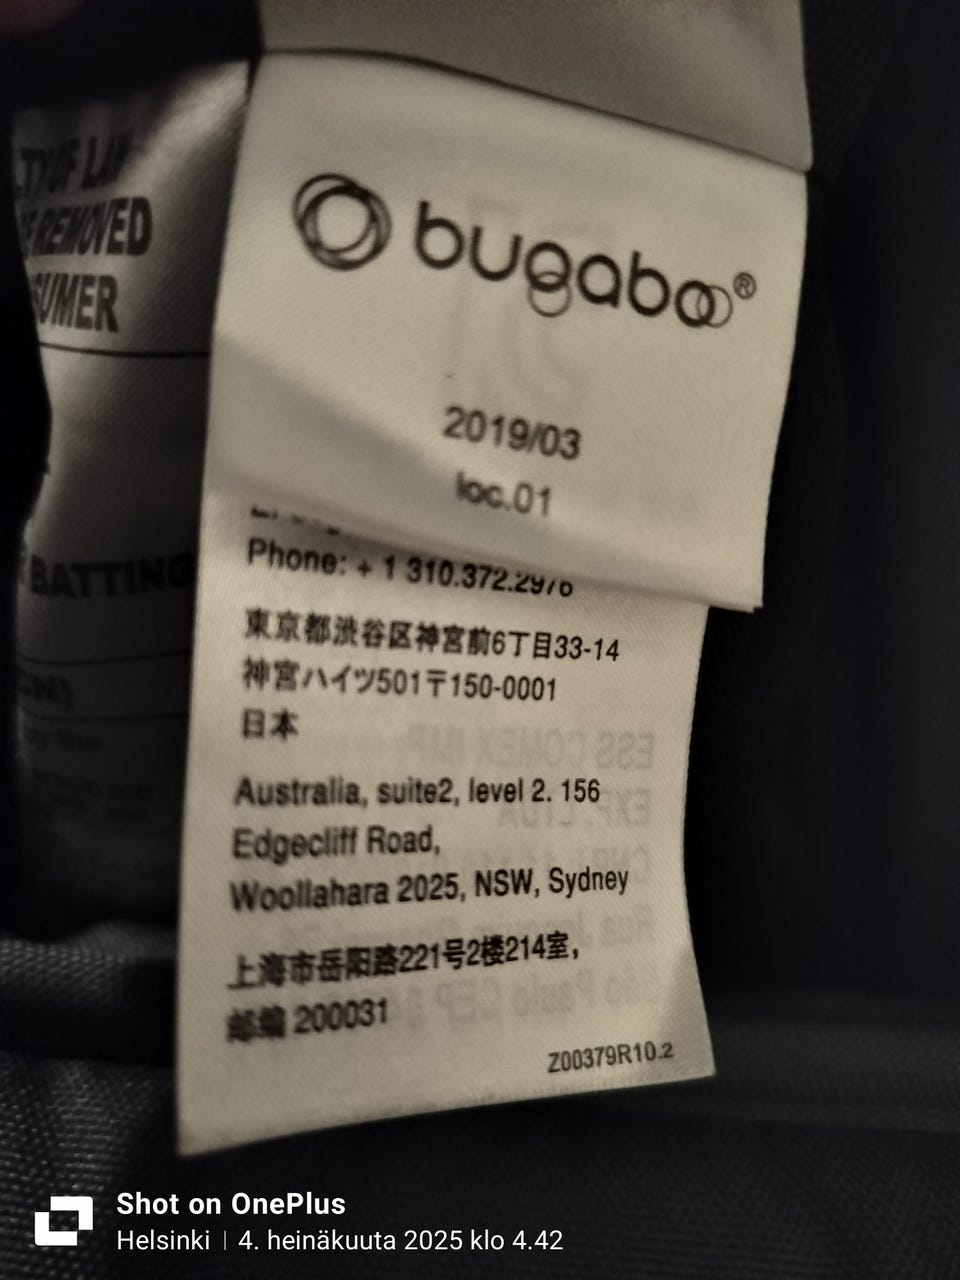 LTY OF LAW
REMOVED
SUMER
BATTING
bugaboo®
2019/03
loc.01
Phone: + 1 310.372.2976
東京都渋谷区神宮前6丁目33-14
神宮ハイツ501〒150-0001
日本
Australia, suite2, level 2. 156
Edgecliff Road,
Woollahara 2025, NSW, Sydney
上海市岳阳路221号2楼214室,
邮编 200031
Z00379R10.2
Shot on OnePlus
Helsinki | 4. heinäkuuta 2025 klo 4.42